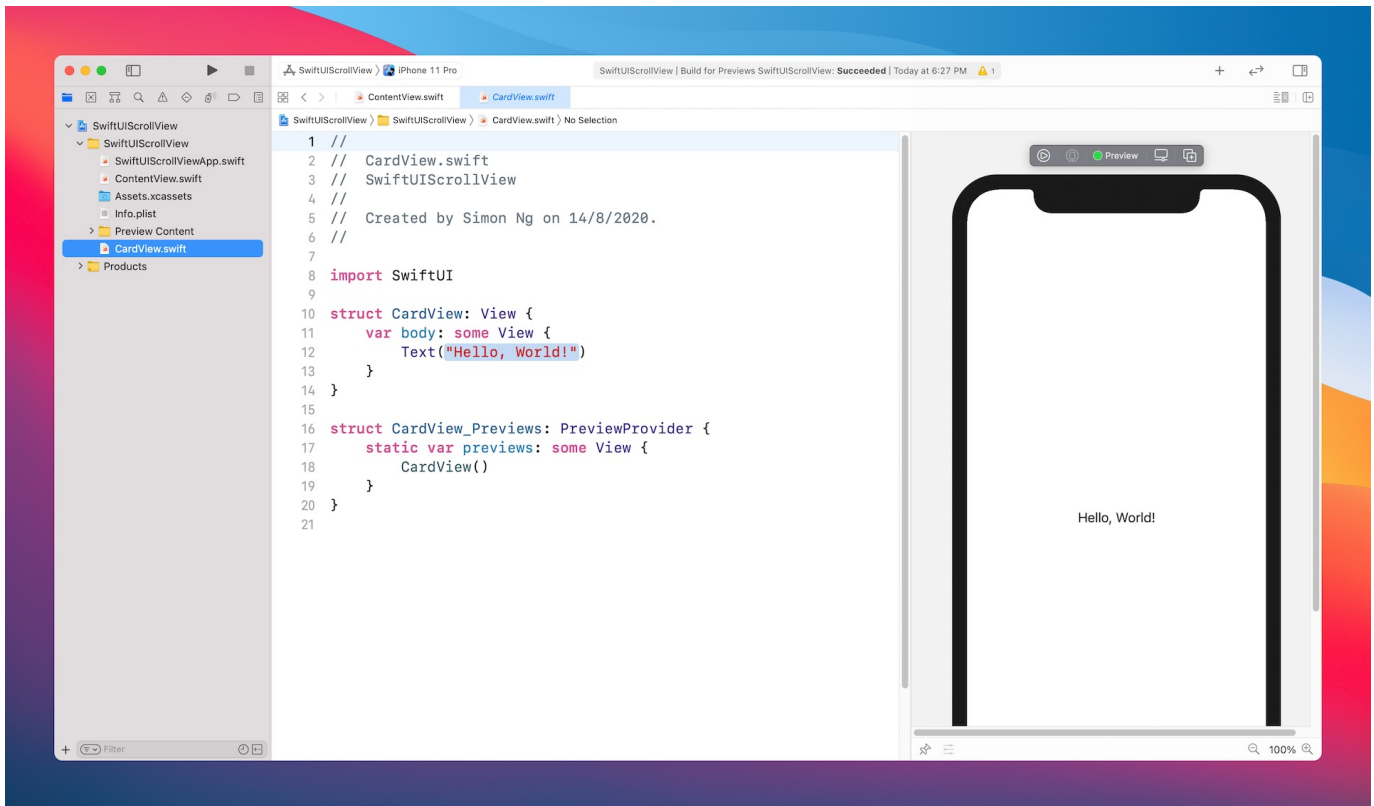 SwiftUIScrollView 〉 iPhone 11 Pro
SwiftUIScrollView | Build for Previews SwiftUIScrollView: Succeeded | Today at 6:27 PM 1
ContentView.swift
CardView.swift
SwiftUIScrollView 〉 SwiftUIScrollView 〉 CardView.swift 〉 No Selection
SwiftUIScrollView
SwiftUIScrollView
SwiftUIScrollViewApp.swift
ContentView.swift
Assets.xcassets
Info.plist
Preview Content
CardView.swift
Products
1 //
2 //  CardView.swift
3 //  SwiftUIScrollView
4 //
5 //  Created by Simon Ng on 14/8/2020.
6 //
7
8 import SwiftUI
9
10 struct CardView: View {
11     var body: some View {
12         Text("Hello, World!")
13     }
14 }
15
16 struct CardView_Previews: PreviewProvider {
17     static var previews: some View {
18         CardView()
19     }
20 }
21
Preview
Hello, World!
Filter
100%